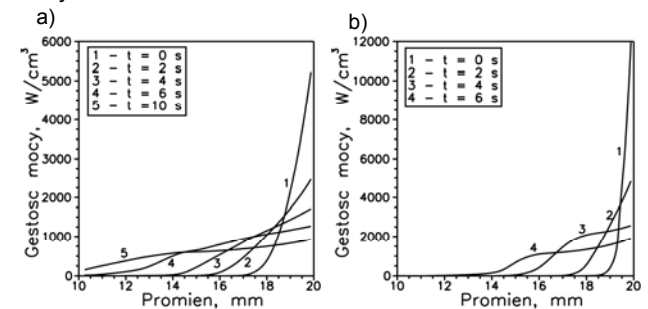 a)
b)
Gestosc mocy, W/cm³
6000
5000
4000
3000
2000
1000
0
1 - t = 0 s
2 - t = 2 s
3 - t = 4 s
4 - t = 6 s
5 - t = 10 s
1
2
3
4
5
10 12 14 16 18 20
Promien, mm
Gestosc mocy, W/cm³
12000
10000
8000
6000
4000
2000
0
1 - t = 0 s
2 - t = 2 s
3 - t = 4 s
4 - t = 6 s
1
2
3
4
10 12 14 16 18 20
Promien, mm